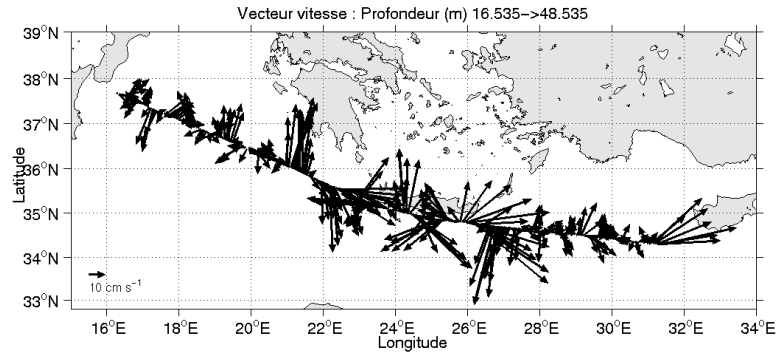 Vecteur vitesse : Profondeur (m) 16.535−>48.535
39°N
38°N
37°N
36°N
35°N
34°N
33°N
Latitude
10 cm s⁻¹
16°E 18°E 20°E 22°E 24°E 26°E 28°E 30°E 32°E 34°E
Longitude